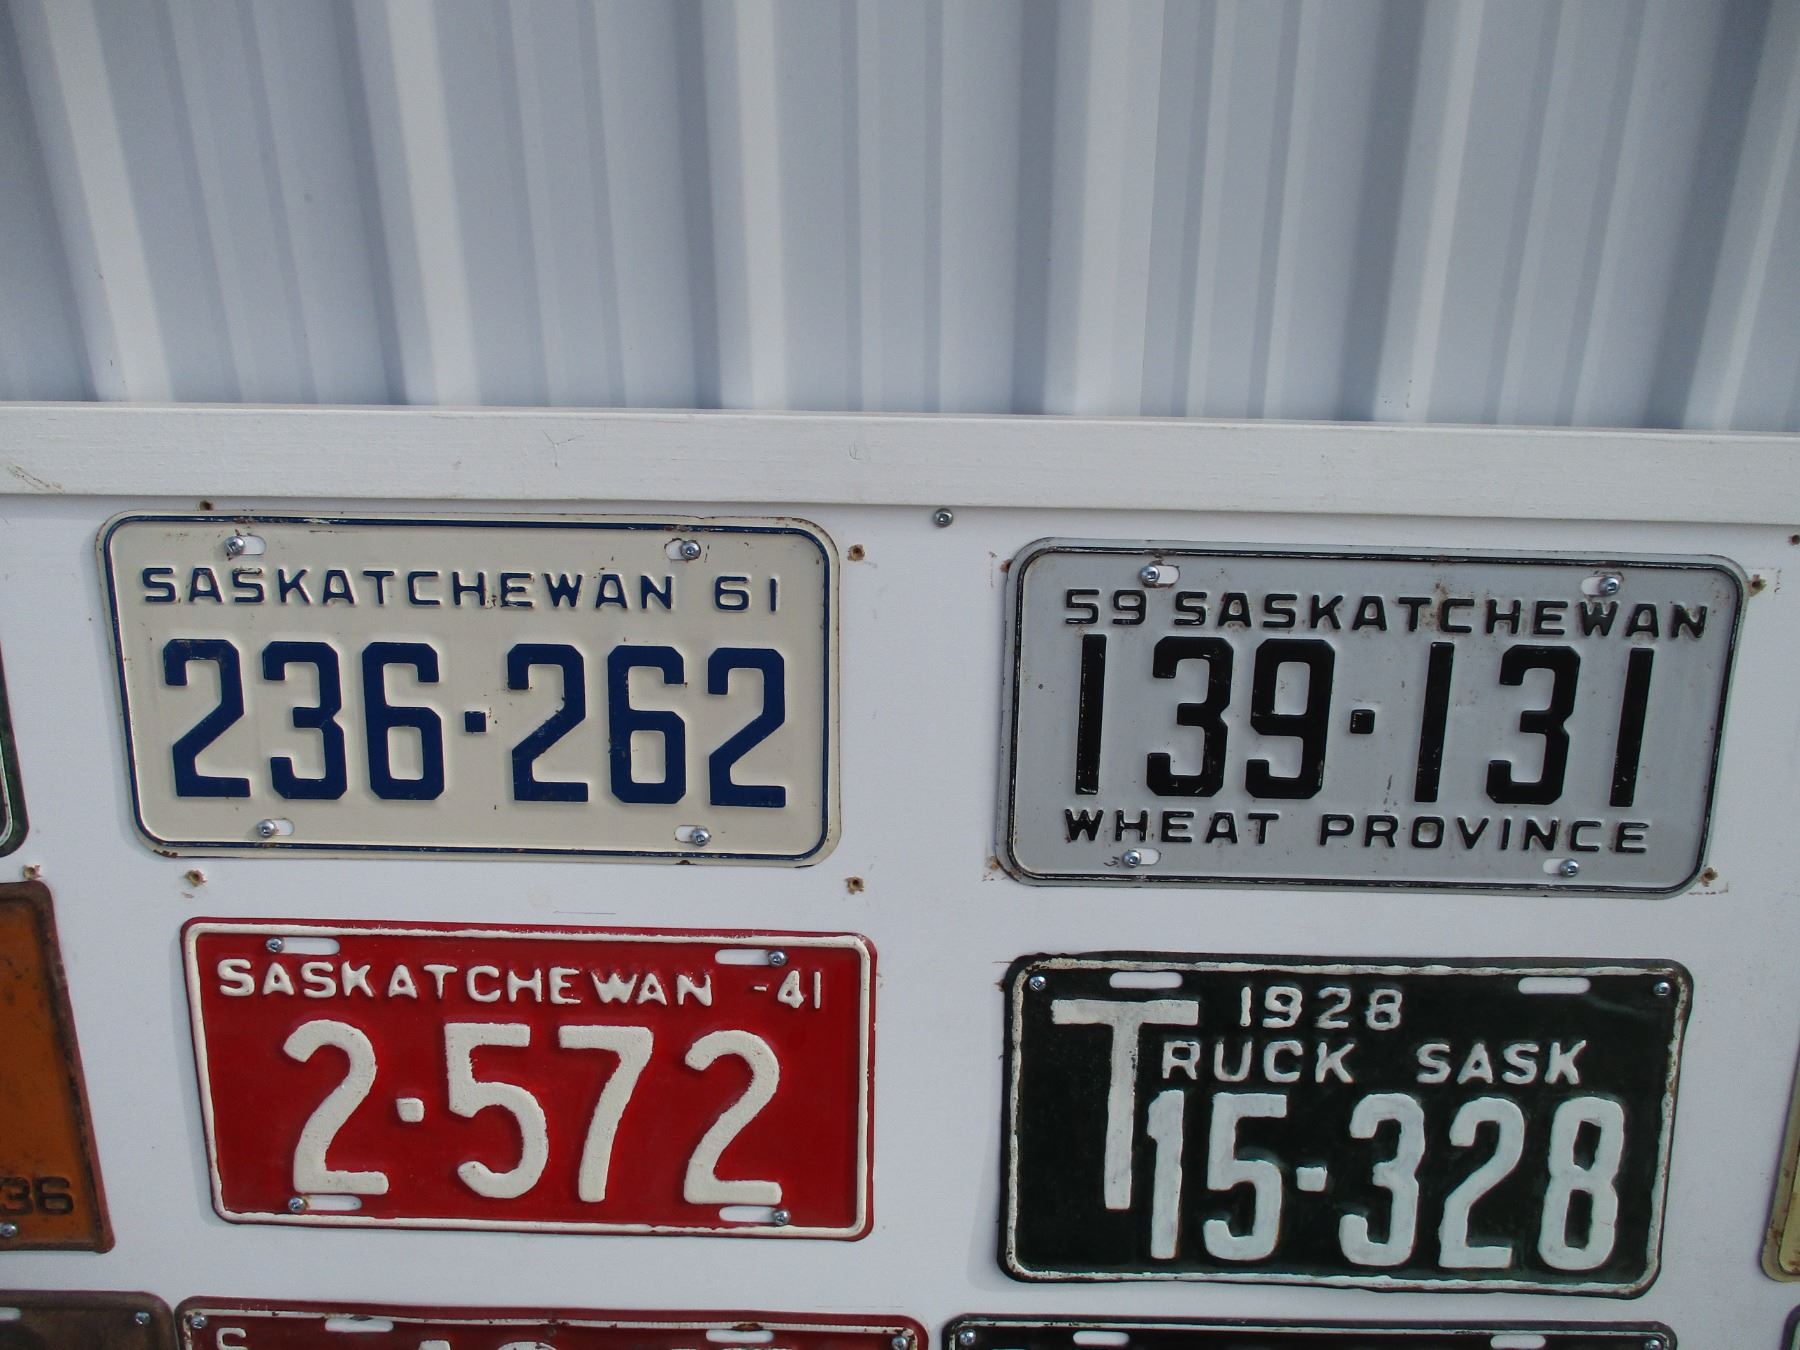 SASKATCHEWAN 61
236·262
59 SASKATCHEWAN
139·131
WHEAT PROVINCE
SASKATCHEWAN -41
2·572
1928
TRUCK SASK
15-328
36